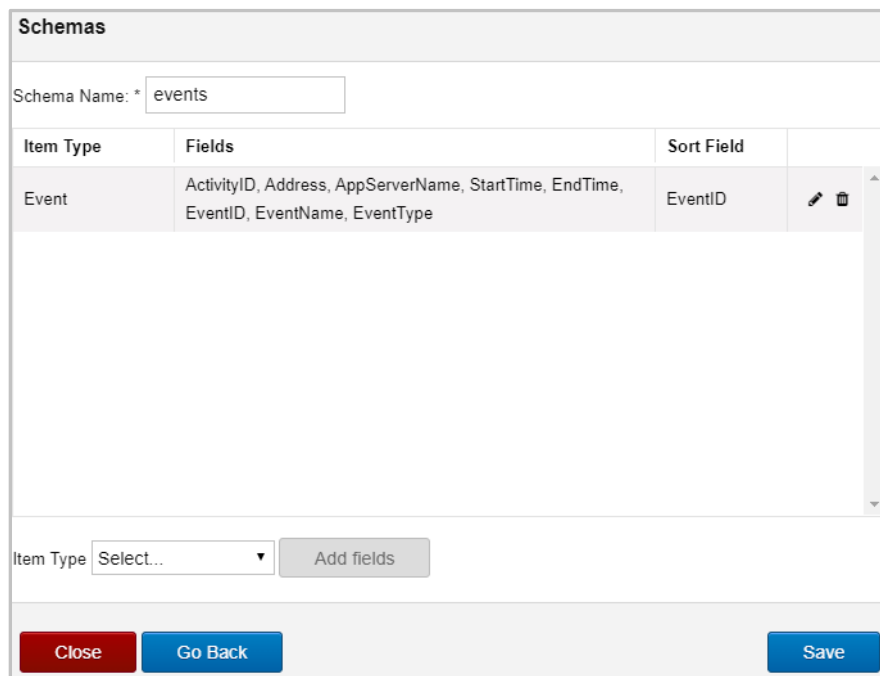 Schemas
Schema Name: * events
Item Type Fields Sort Field
Event ActivityID, Address, AppServerName, StartTime, EndTime, EventID, EventName, EventType EventID
Item Type Select... Add fields
Close Go Back Save